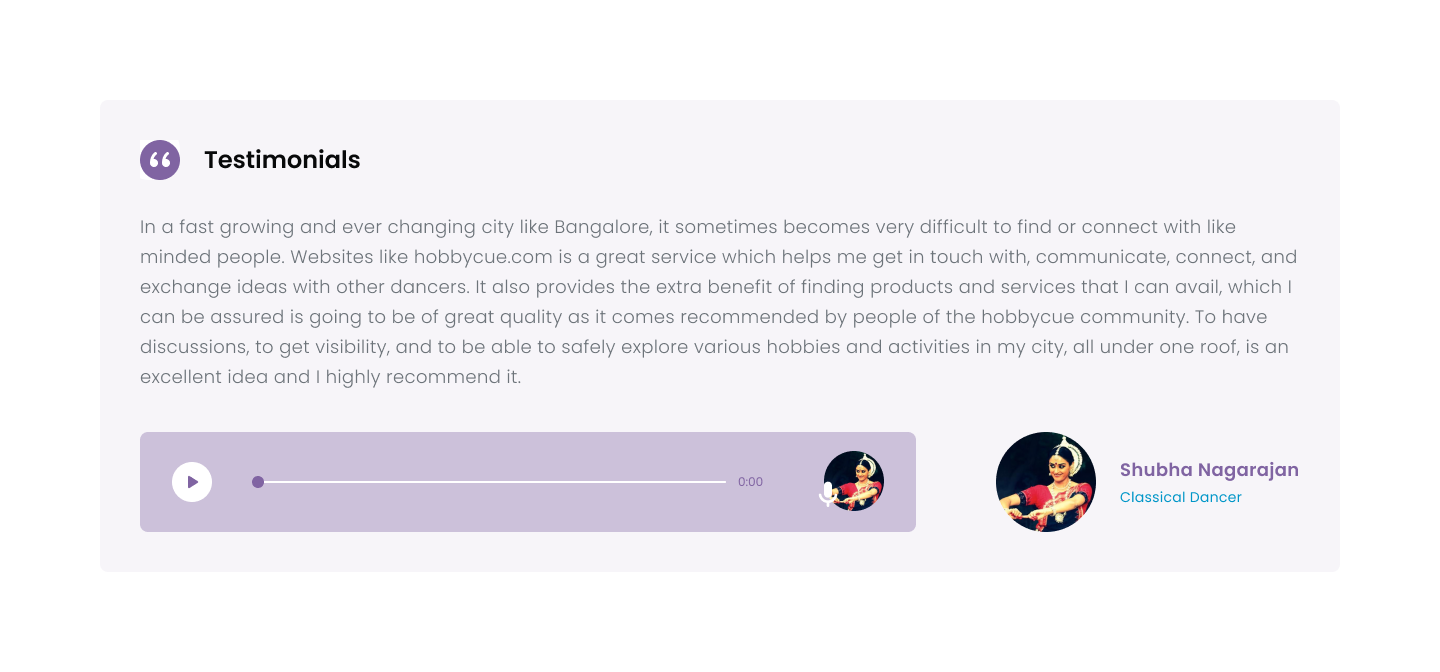 Testimonials
In a fast growing and ever changing city like Bangalore, it sometimes becomes very difficult to find or connect with like
minded people. Websites like hobbycue.com is a great service which helps me get in touch with, communicate, connect, and
exchange ideas with other dancers. It also provides the extra benefit of finding products and services that I can avail, which I
can be assured is going to be of great quality as it comes recommended by people of the hobbycue community. To have
discussions, to get visibility, and to be able to safely explore various hobbies and activities in my city, all under one roof, is an
excellent idea and I highly recommend it.
0:00
Shubha Nagarajan
Classical Dancer